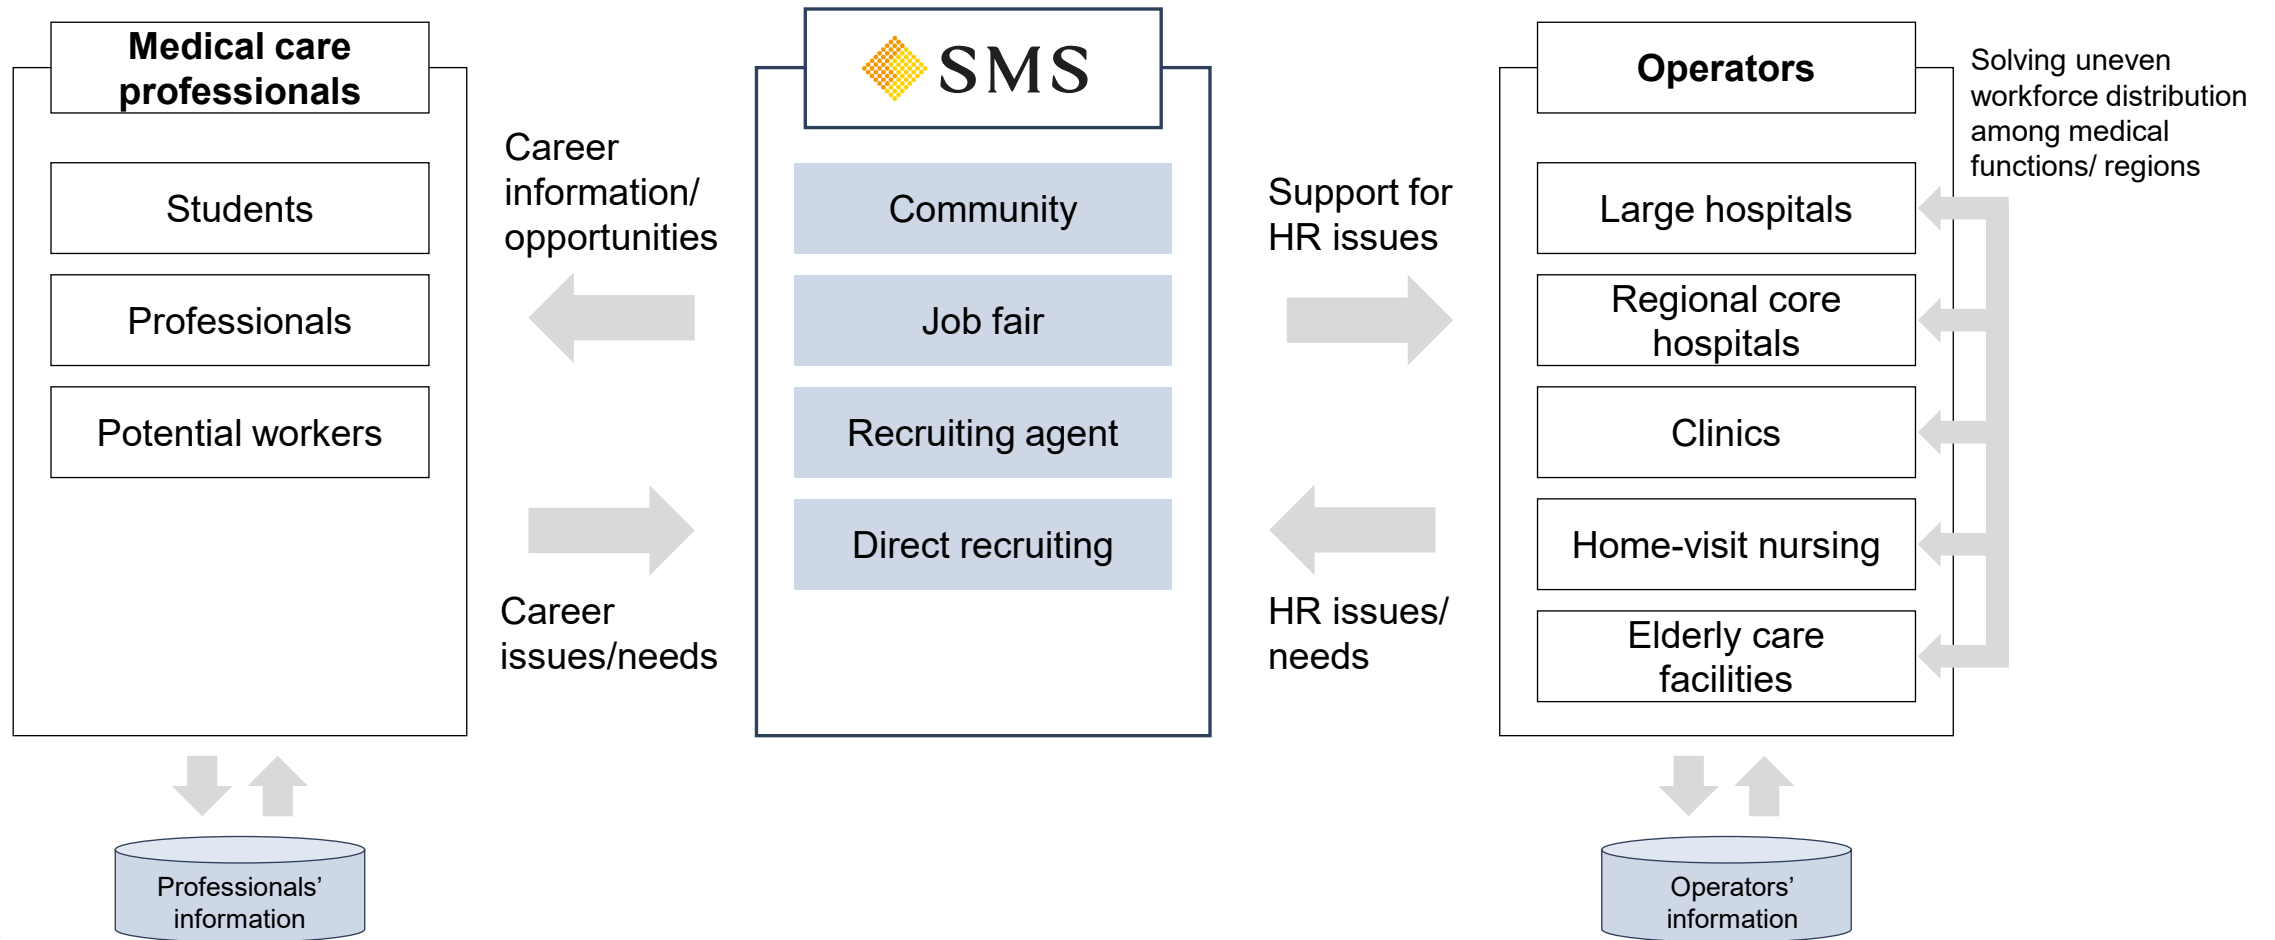 Medical care
professionals
Students
Professionals
Potential workers
Career
information/
opportunities
Career
issues/needs
SMS
Community
Job fair
Recruiting agent
Direct recruiting
Support for
HR issues
HR issues/
needs
Operators
Large hospitals
Regional core
hospitals
Clinics
Home-visit nursing
Elderly care
facilities
Solving uneven
workforce distribution
among medical
functions/ regions
Professionals’
information
Operators’
information